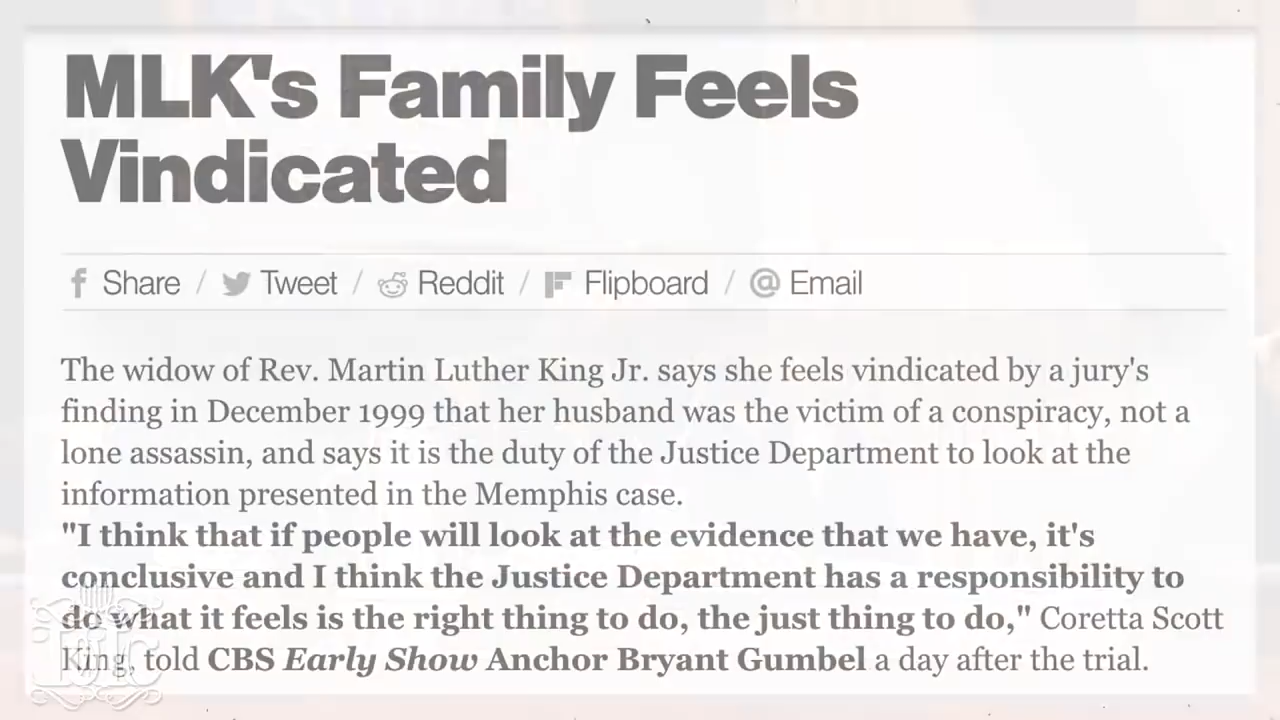 MLK's Family Feels
Vindicated
Share / Tweet / Reddit / Flipboard / Email
The widow of Rev. Martin Luther King Jr. says she feels vindicated by a jury's
finding in December 1999 that her husband was the victim of a conspiracy, not a
lone assassin, and says it is the duty of the Justice Department to look at the
information presented in the Memphis case.
"I think that if people will look at the evidence that we have, it's
conclusive and I think the Justice Department has a responsibility to
do what it feels is the right thing to do, the just thing to do," Coretta Scott
King, told CBS Early Show Anchor Bryant Gumbel a day after the trial.